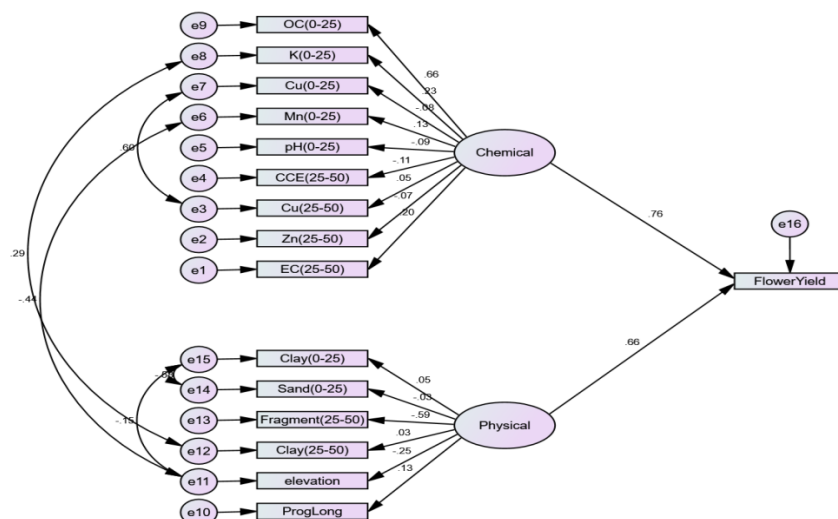 e9 OC(0-25)
e8 K(0-25)
.66
e7 Cu(0-25)
.23
-.08
e6 Mn(0-25)
.13
.60
e5 pH(0-25)
-.09
Chemical
e4 CCE(25-50)
-.11
e3 Cu(25-50)
.05
-.07
e2 Zn(25-50)
.20
.76
e16
.29
e1 EC(25-50)
FlowerYield
-.44
.66
e15 Clay(0-25)
.05
e14 Sand(0-25)
-.03
e13 Fragment(25-50)
-.59
Physical
-.15
e12 Clay(25-50)
.03
-.25
e11 elevation
.13
e10 ProgLong